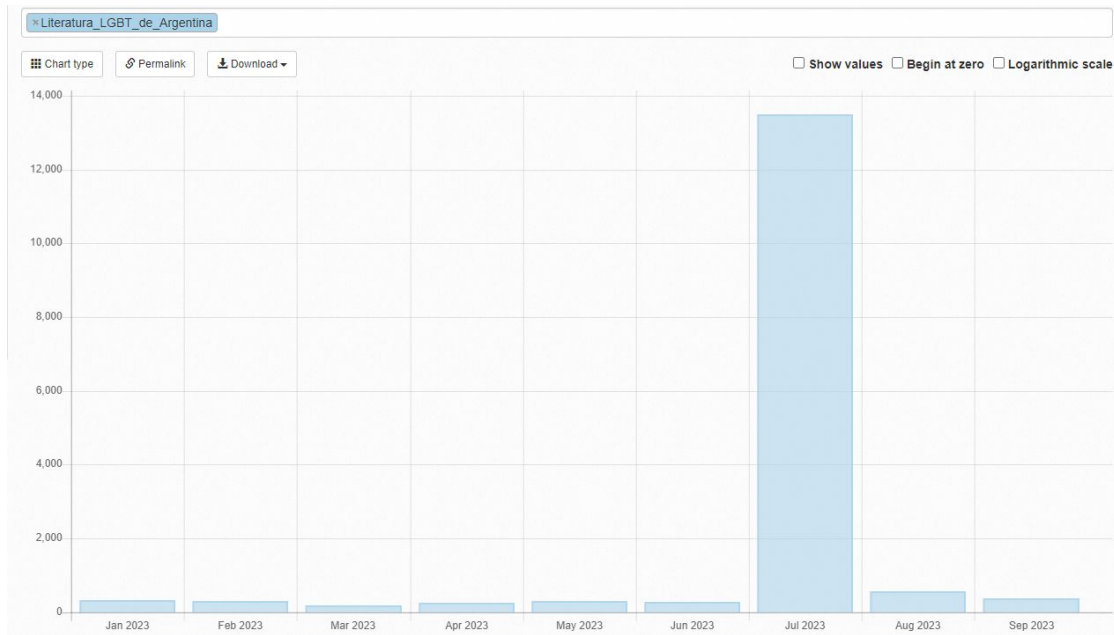 ×Literatura_LGBT_de_Argentina
Chart type Permalink Download Show values Begin at zero Logarithmic scale
14,000
12,000
10,000
8,000
6,000
4,000
2,000
0
Jan 2023 Feb 2023 Mar 2023 Apr 2023 May 2023 Jun 2023 Jul 2023 Aug 2023 Sep 2023